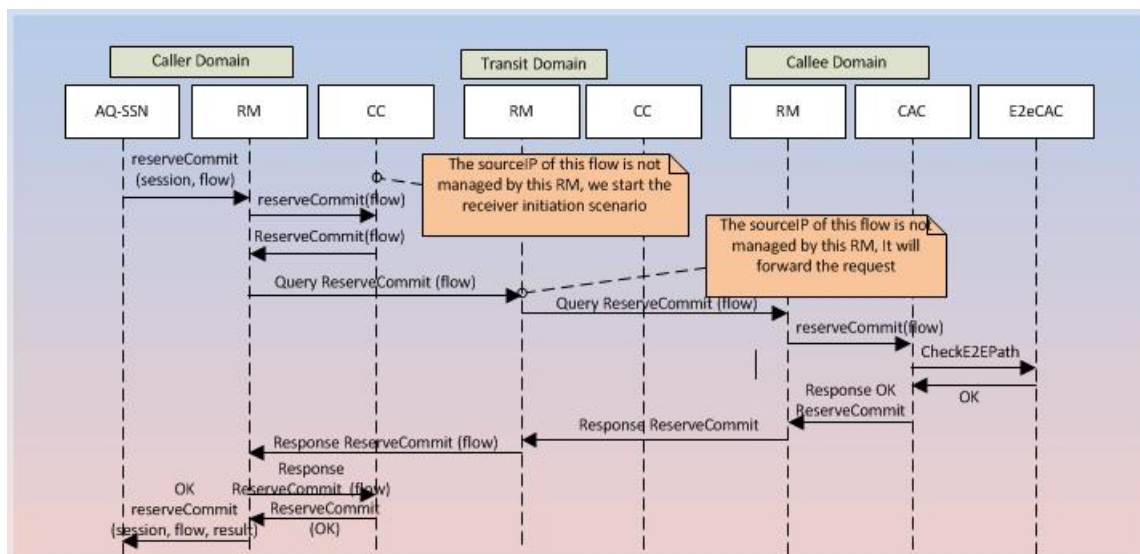 Caller Domain
Transit Domain
Callee Domain
AQ-SSN
RM
CC
RM
CC
RM
CAC
E2eCAC
reserveCommit
(session, flow)
The sourceIP of this flow is not
managed by this RM, we start the
receiver initiation scenario
reserveCommit(flow)
ReserveCommit(flow)
The sourceIP of this flow is not
managed by this RM, It will
forward the request
Query ReserveCommit (flow)
Query ReserveCommit (flow)
reserveCommit(flow)
CheckE2EPath
OK
Response OK
ReserveCommit
Response ReserveCommit
Response ReserveCommit (flow)
Response
ReserveCommit (flow)
OK
reserveCommit
(session, flow, result)
ReserveCommit
(OK)